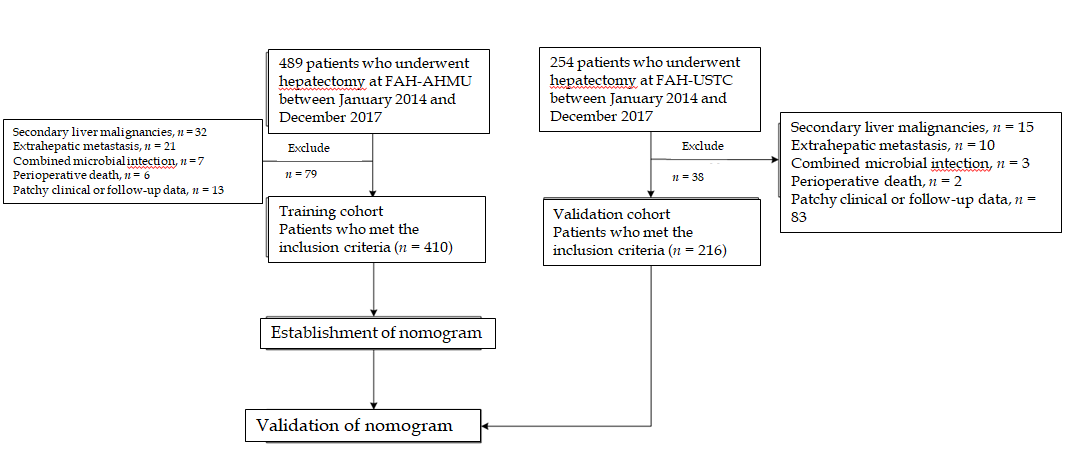 489 patients who underwent
hepatectomy at FAH-AHMU
between January 2014 and
December 2017
Secondary liver malignancies, n = 32
Extrahepatic metastasis, n = 21
Combined microbial intection, n = 7
Perioperative death, n = 6
Patchy clinical or follow-up data, n = 13
Exclude
n = 79
Training cohort
Patients who met the
inclusion criteria (n = 410)
254 patients who underwent
hepatectomy at FAH-USTC
between January 2014 and
December 2017
Exclude
n = 38
Secondary liver malignancies, n = 15
Extrahepatic metastasis, n = 10
Combined microbial intection, n = 3
Perioperative death, n = 2
Patchy clinical or follow-up data, n =
83
Validation cohort
Patients who met the
inclusion criteria (n = 216)
Establishment of nomogram
Validation of nomogram